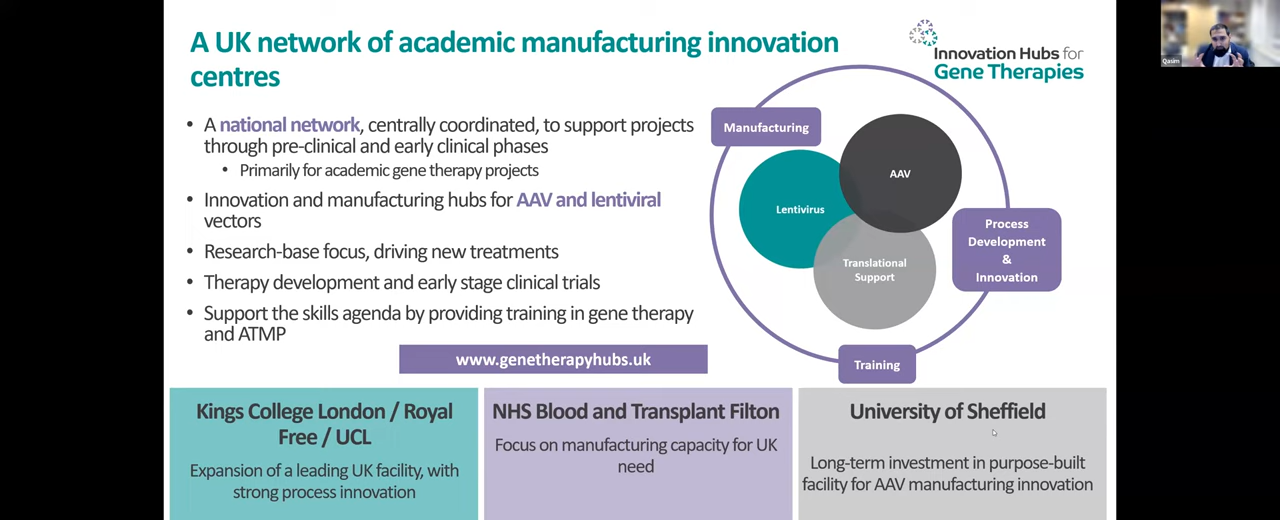 A UK network of academic manufacturing innovation
centres
Innovation Hubs for
Gene Therapies
Qasim
• A national network, centrally coordinated, to support projects
through pre-clinical and early clinical phases
• Primarily for academic gene therapy projects
• Innovation and manufacturing hubs for AAV and lentiviral
vectors
• Research-base focus, driving new treatments
• Therapy development and early stage clinical trials
• Support the skills agenda by providing training in gene therapy
and ATMP
www.genetherapyhubs.uk
Manufacturing
AAV
Lentivirus
Translational
Support
Process
Development
&
Innovation
Training
Kings College London / Royal
Free / UCL
Expansion of a leading UK facility, with
strong process innovation
NHS Blood and Transplant Filton
Focus on manufacturing capacity for UK
need
University of Sheffield
Long-term investment in purpose-built
facility for AAV manufacturing innovation